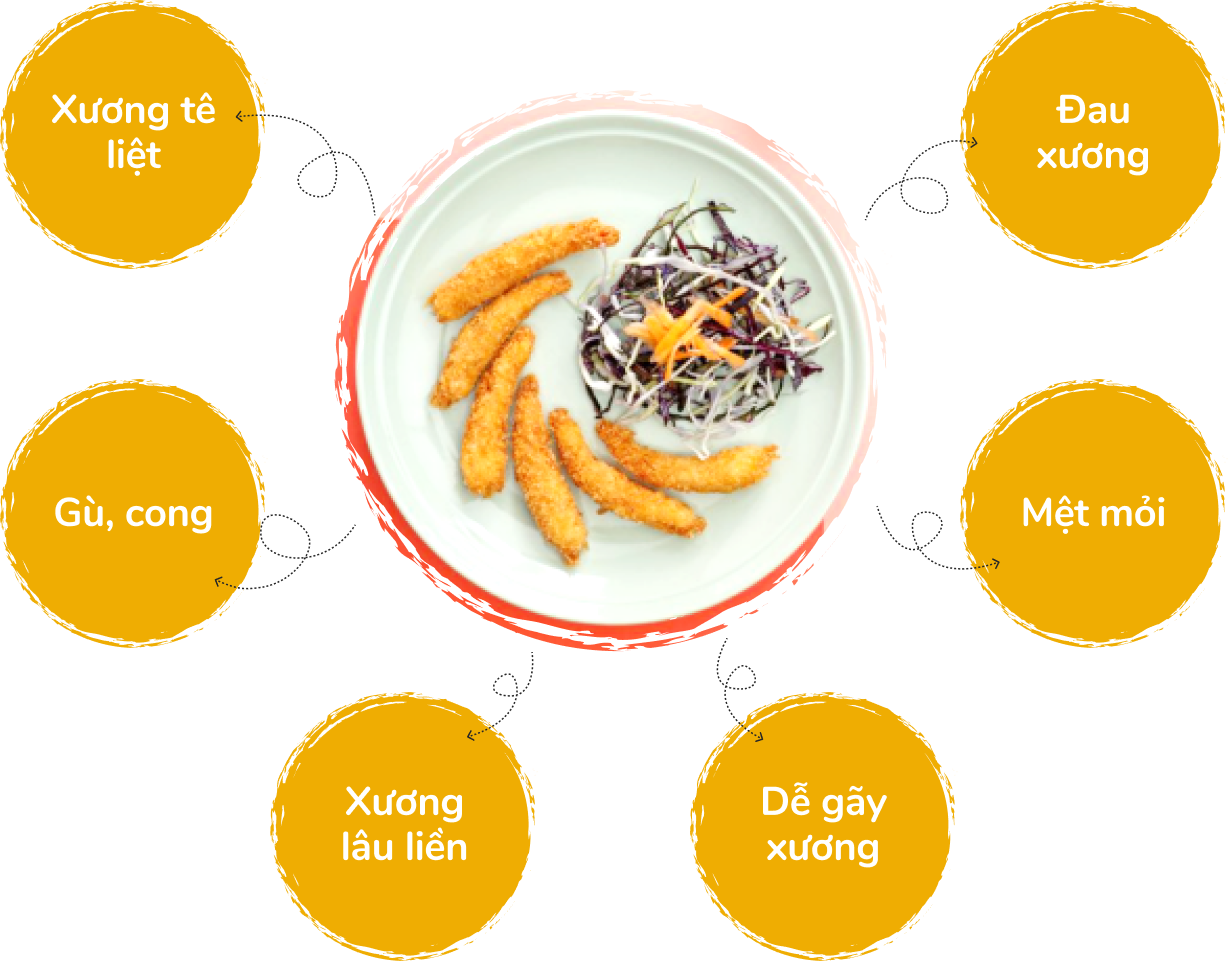 Xương tê
liệt
Đau
xương
Gù, cong
Mệt mỏi
Xương
lâu liền
Dễ gãy
xương